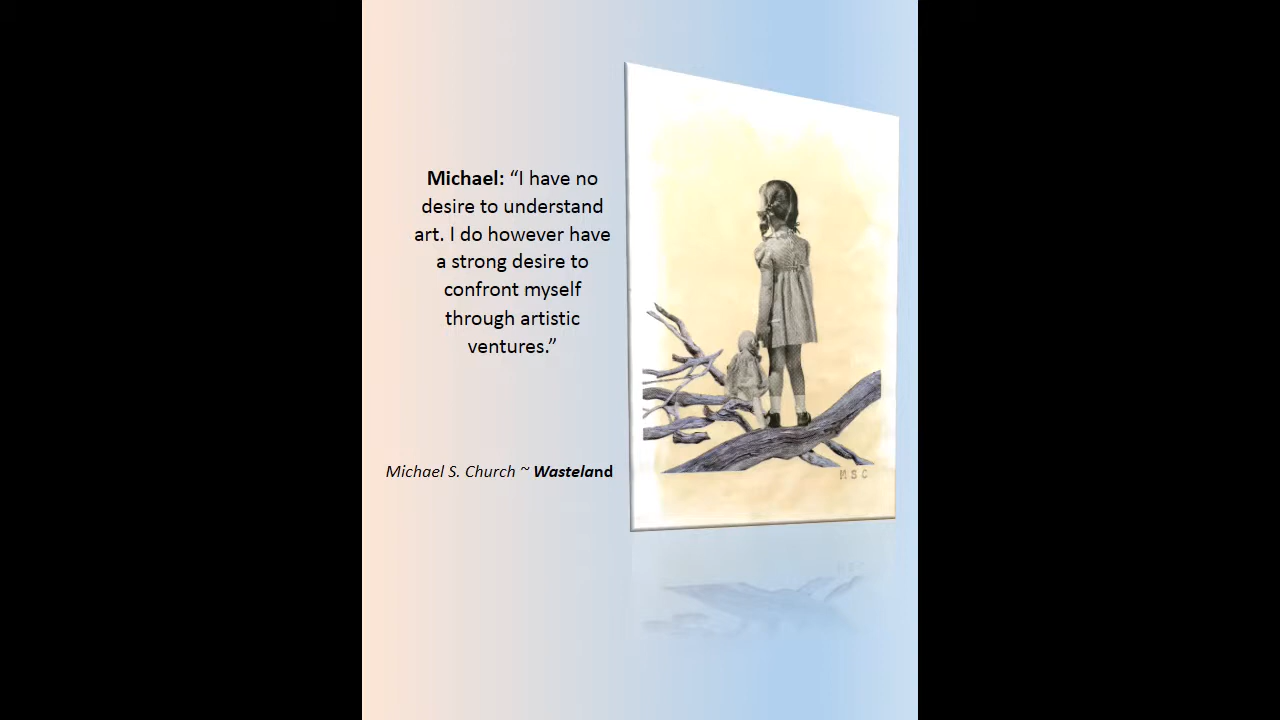 Michael: “I have no
desire to understand
art. I do however have
a strong desire to
confront myself
through artistic
ventures.”
Michael S. Church ~ Wasteland
M S C